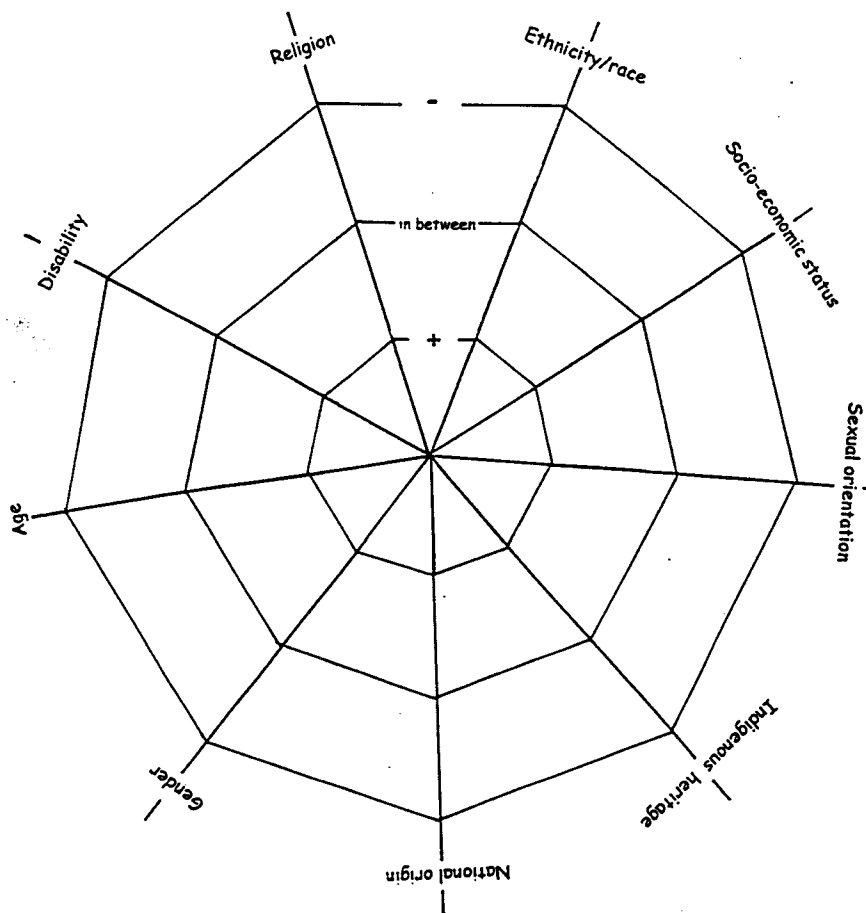 Religion
Ethnicity/race
-
in between
+
Socio-economic status
Sexual orientation
Indigenous heritage
National origin
Gender
Age
Disability